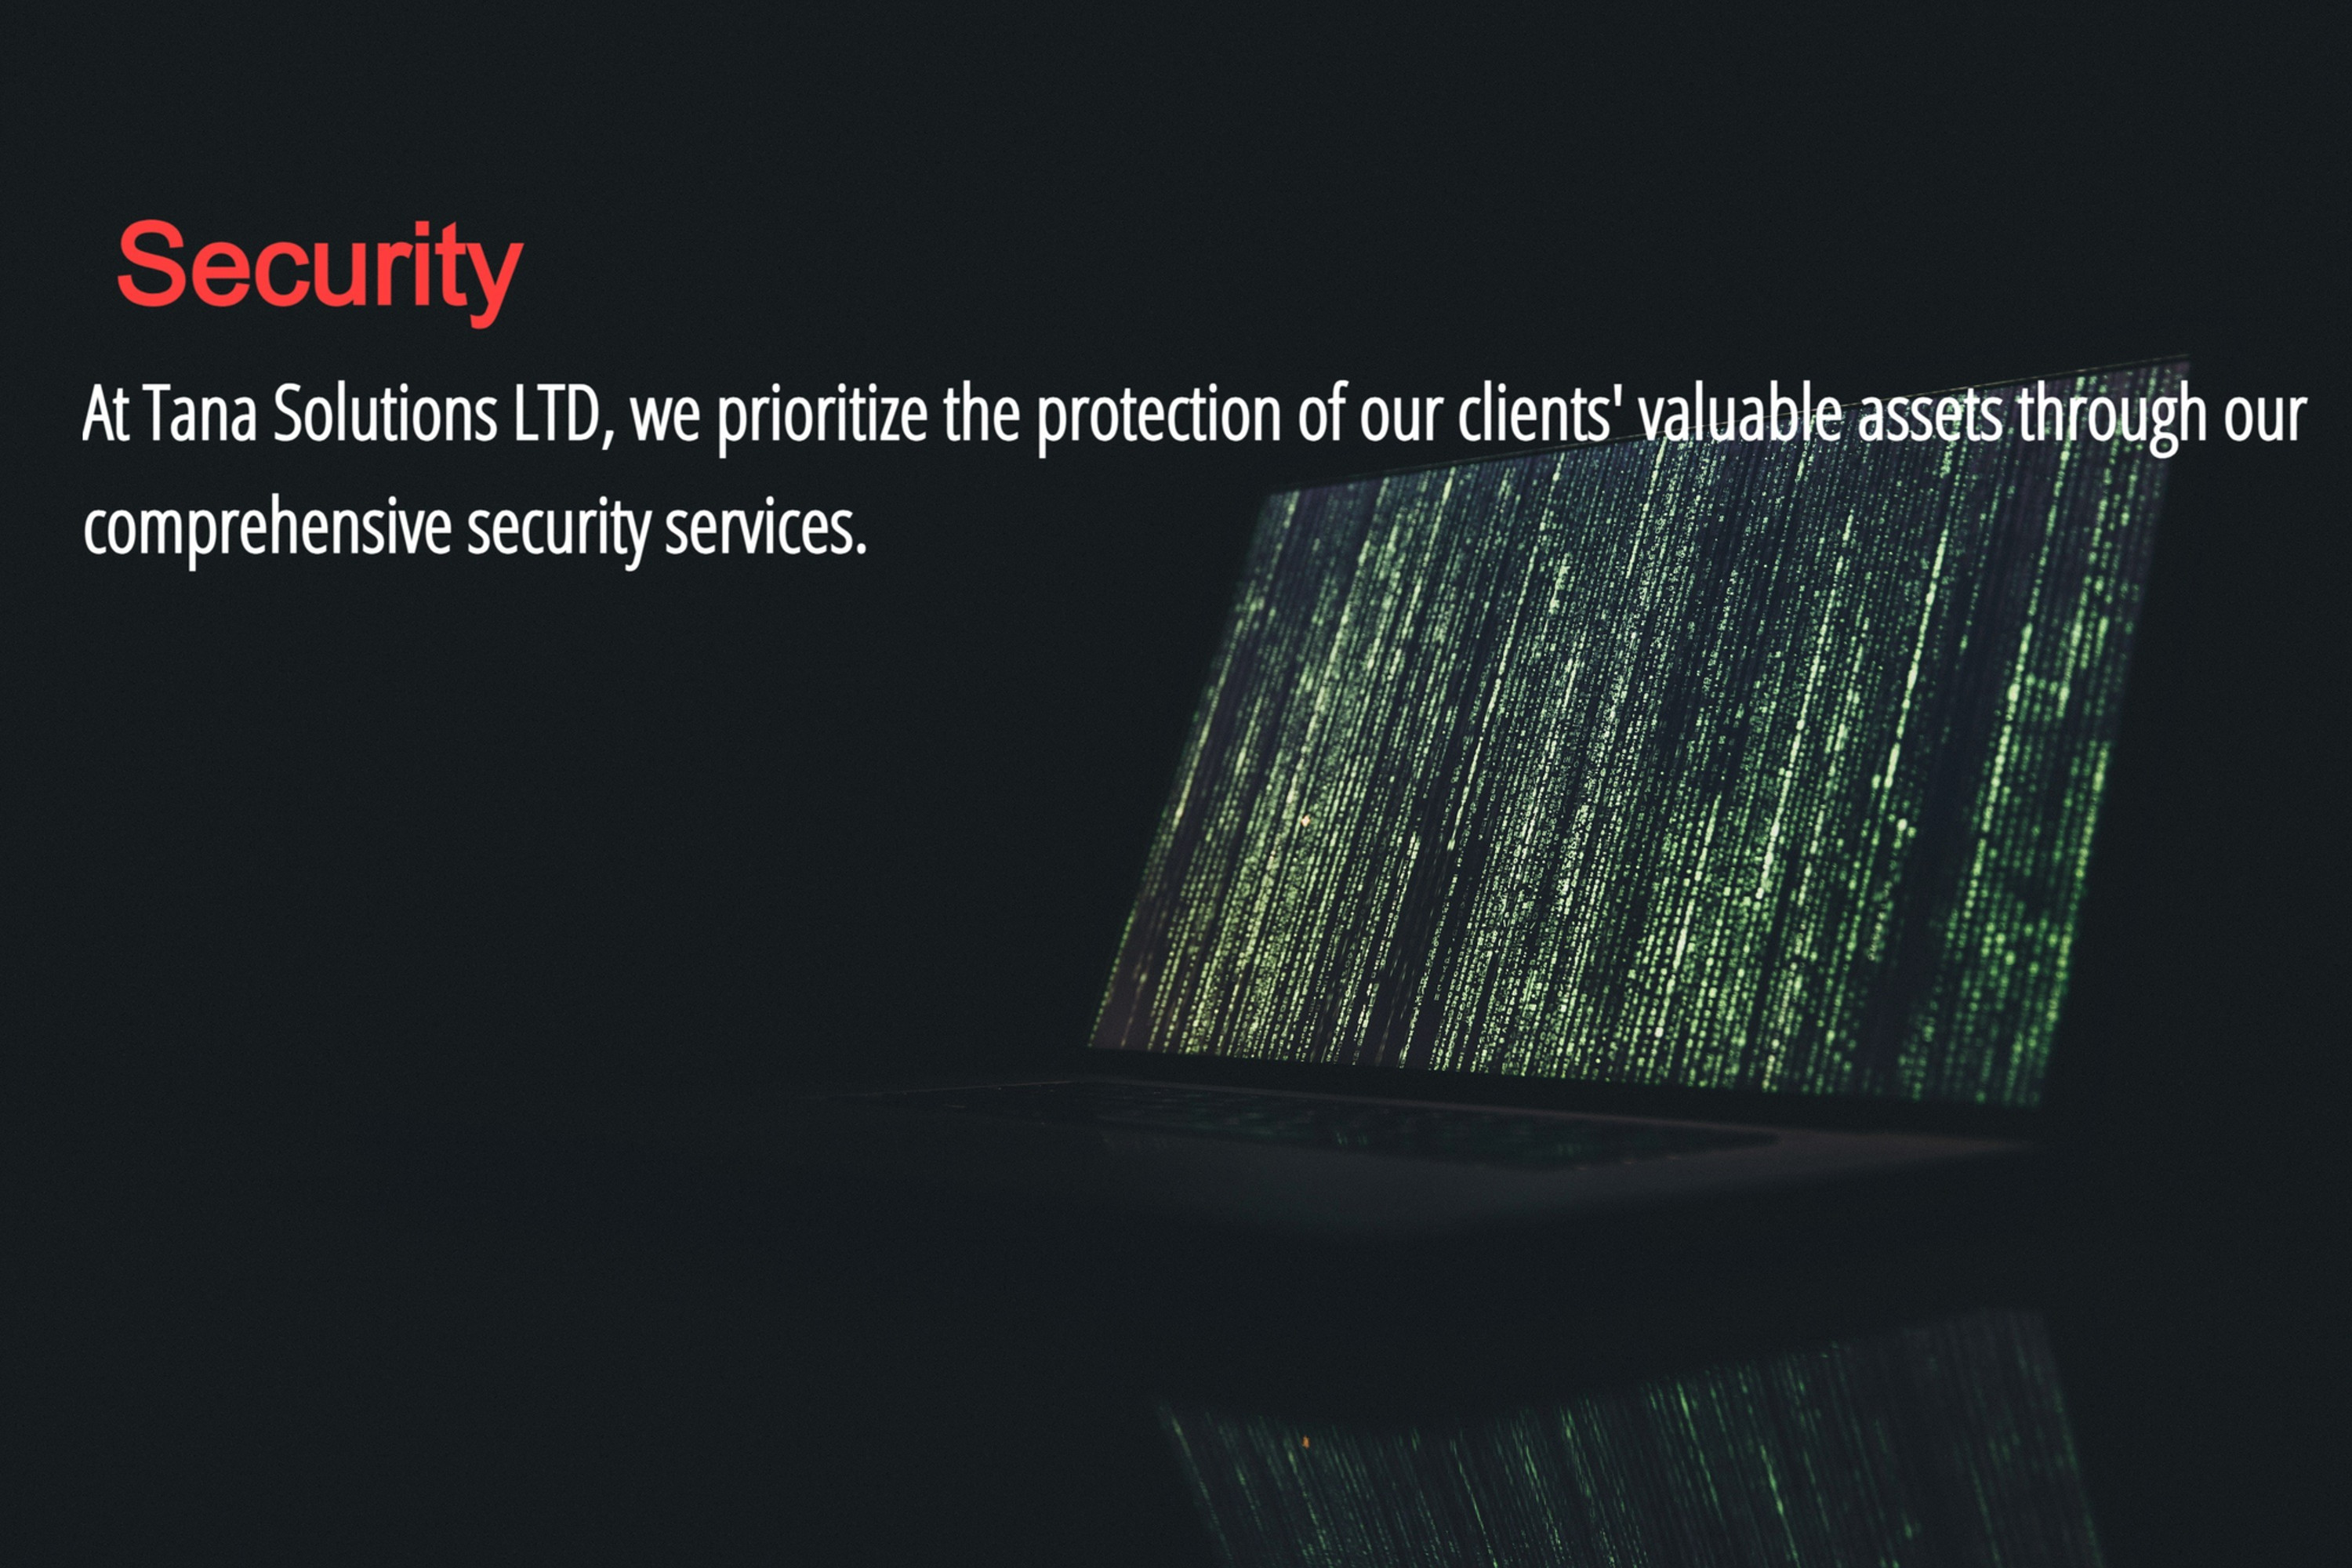 Security
At Tana Solutions LTD, we prioritize the protection of our clients' valuable assets through our
comprehensive security services.